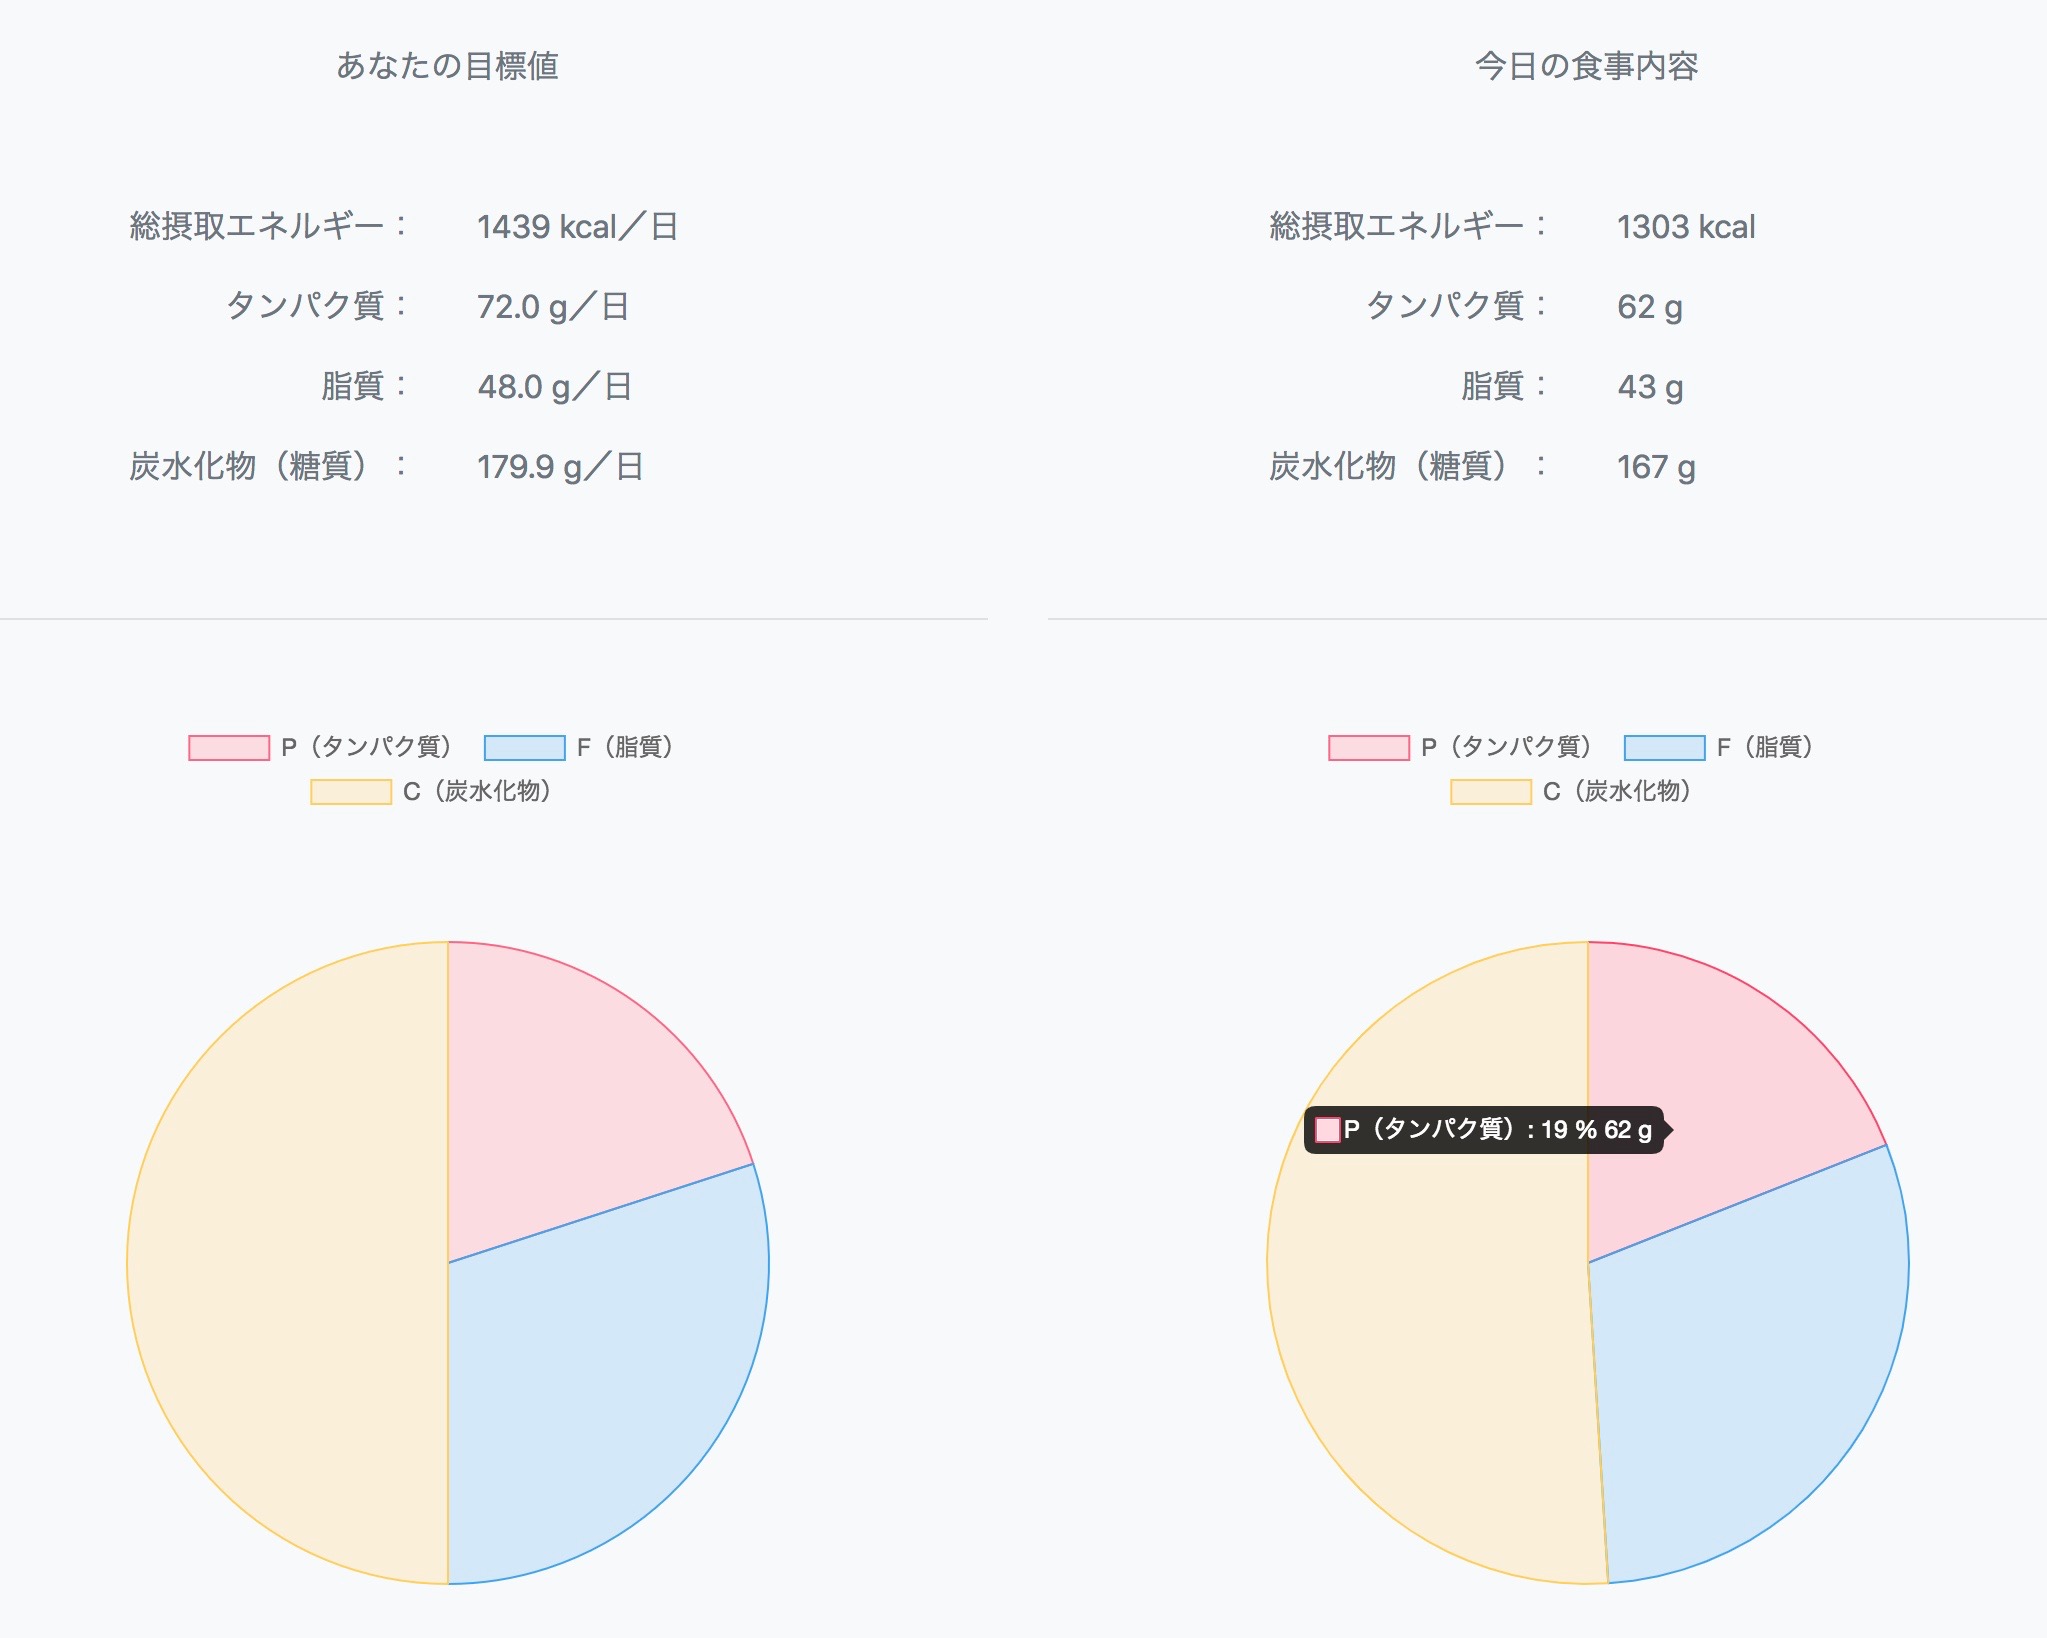 あなたの目標値
総摂取エネルギー： 1439 kcal／日
タンパク質： 72.0 g／日
脂質： 48.0 g／日
炭水化物（糖質）： 179.9 g／日
P（タンパク質） F（脂質）
C（炭水化物）
今日の食事内容
総摂取エネルギー： 1303 kcal
タンパク質： 62 g
脂質： 43 g
炭水化物（糖質）： 167 g
P（タンパク質） F（脂質）
C（炭水化物）
P（タンパク質）: 19 % 62 g